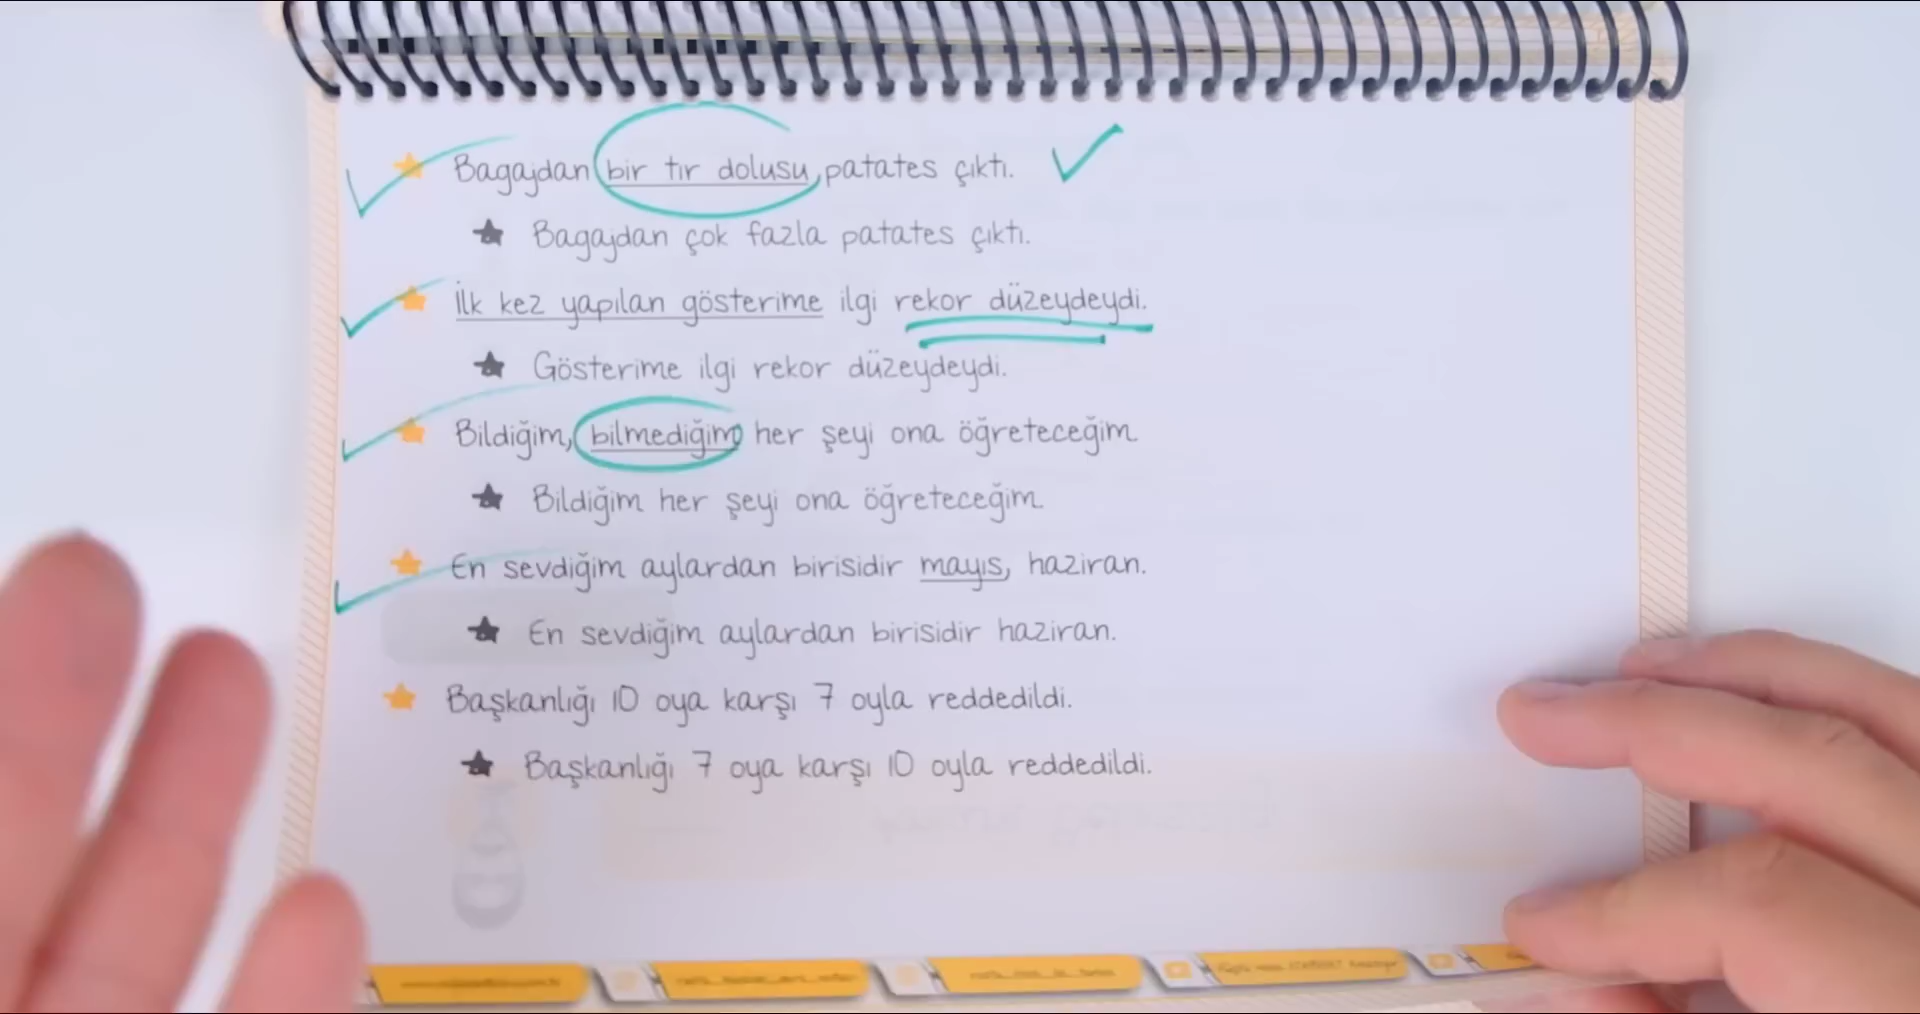 Bagajdan bir tır dolusu patates çıktı.
Bagajdan çok fazla patates çıktı.
İlk kez yapılan gösterime ilgi rekor düzeydeydi.
Gösterime ilgi rekor düzeydeydi.
Bildiğim, bilmediğim her şeyi ona öğreteceğim.
Bildiğim her şeyi ona öğreteceğim.
En sevdiğim aylardan birisidir mayıs, haziran.
En sevdiğim aylardan birisidir haziran.
Başkanlığı 10 oya karşı 7 oyla reddedildi.
Başkanlığı 7 oya karşı 10 oyla reddedildi.